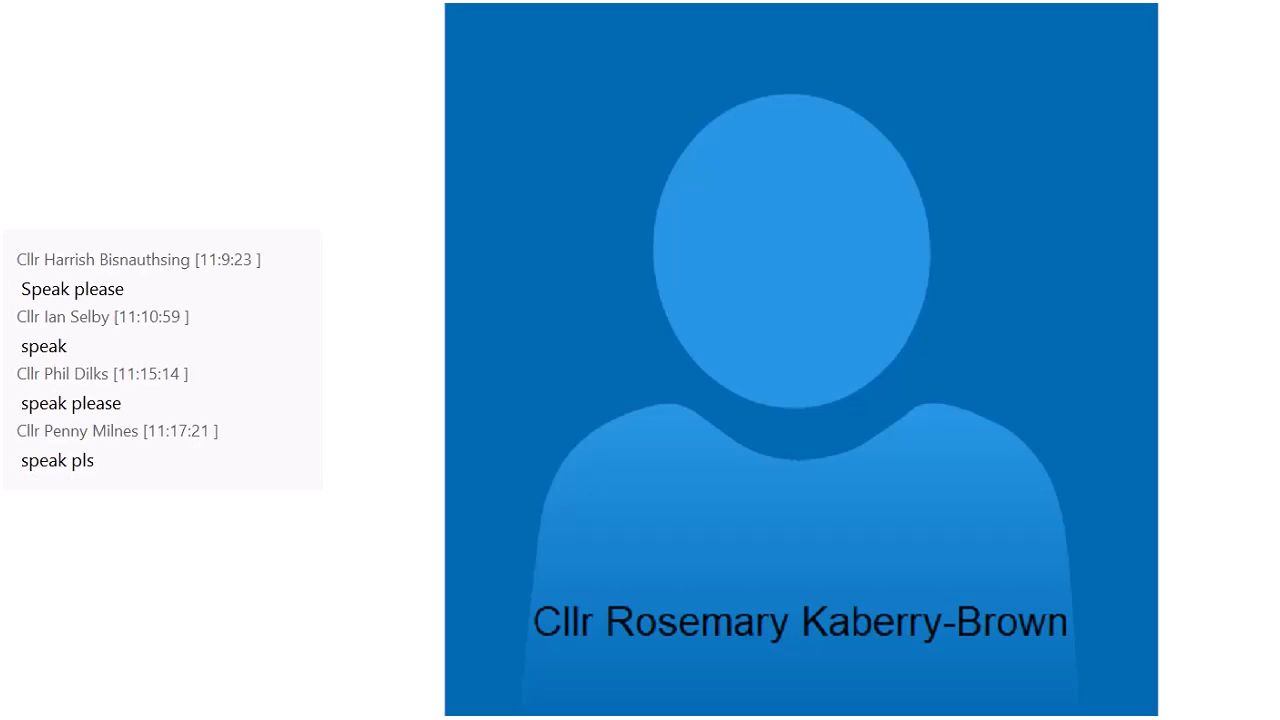 Cllr Harrish Bisnauthsing [11:9:23 ]
Speak please
Cllr Ian Selby [11:10:59 ]
speak
Cllr Phil Dilks [11:15:14 ]
speak please
Cllr Penny Milnes [11:17:21 ]
speak pls
Cllr Rosemary Kaberry-Brown